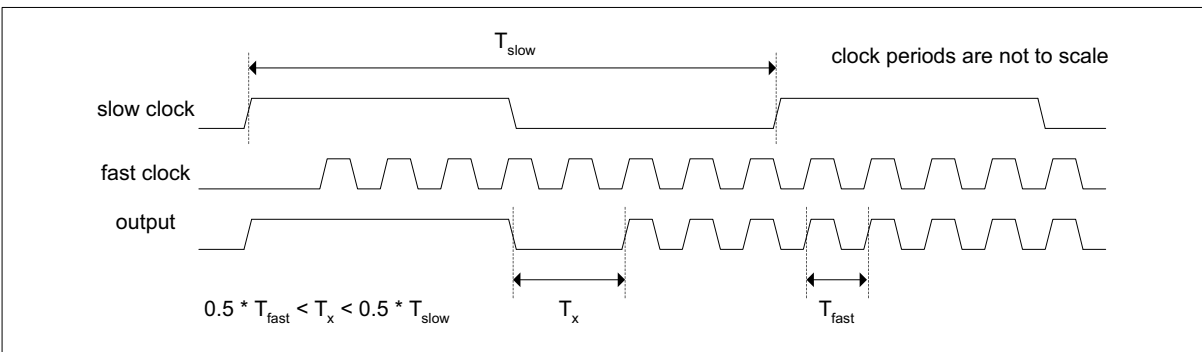 T_slow
clock periods are not to scale
slow clock
fast clock
output
0.5 * T_fast < T_x < 0.5 * T_slow
T_x
T_fast